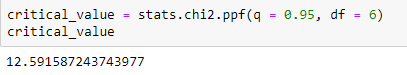 critical_value = stats.chi2.ppf(q = 0.95, df = 6)
critical_value
12.591587243743977